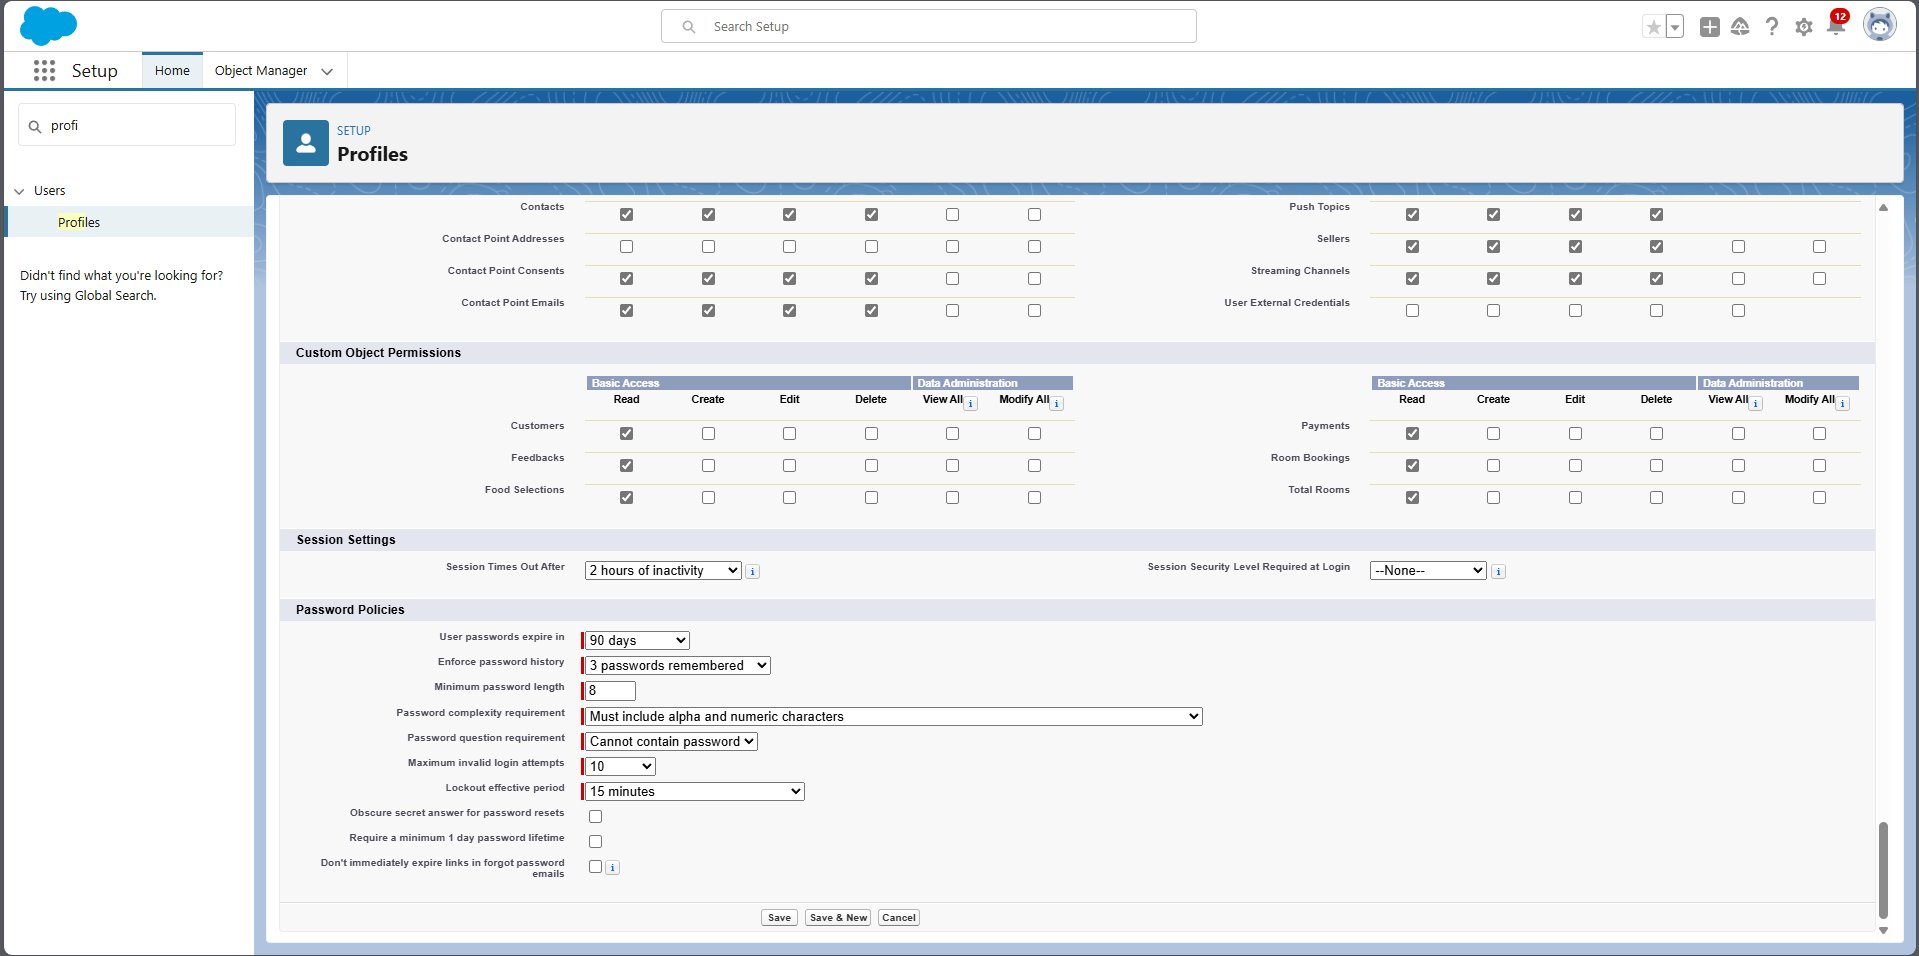 Search Setup
12
Setup
Home
Object Manager
profi
Users
Profiles
Didn't find what you're looking for?
Try using Global Search.
SETUP
Profiles
Contacts
Push Topics
Contact Point Addresses
Sellers
Contact Point Consents
Streaming Channels
Contact Point Emails
User External Credentials
Custom Object Permissions
Basic Access Data Administration Basic Access Data Administration
Read Create Edit Delete View All i Modify All i Read Create Edit Delete View All i Modify All i
Customers Payments
Feedbacks Room Bookings
Food Selections Total Rooms
Session Settings
Session Times Out After 2 hours of inactivity i Session Security Level Required at Login --None-- i
Password Policies
User passwords expire in 90 days
Enforce password history 3 passwords remembered
Minimum password length 8
Password complexity requirement Must include alpha and numeric characters
Password question requirement Cannot contain password
Maximum invalid login attempts 10
Lockout effective period 15 minutes
Obscure secret answer for password resets
Require a minimum 1 day password lifetime
Don't immediately expire links in forgot password
emails i
Save Save & New Cancel